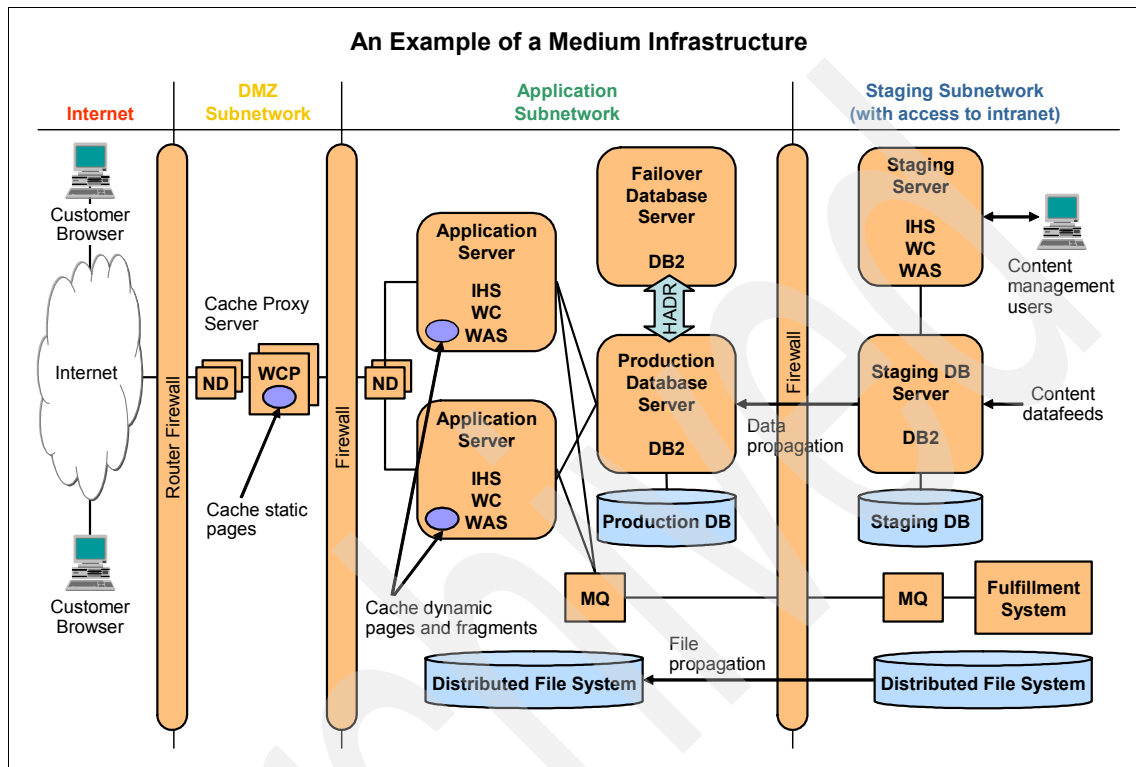 An Example of a Medium Infrastructure
Internet
DMZ
Subnetwork
Application
Subnetwork
Staging Subnetwork
(with access to intranet)
Customer
Browser
Internet
Customer
Browser
Router Firewall
ND
Cache Proxy
Server
WCP
Cache static
pages
Firewall
ND
Application
Server
IHS
WC
WAS
Application
Server
IHS
WC
WAS
Cache dynamic
pages and fragments
Failover
Database
Server
DB2
HADR
Production
Database
Server
DB2
Production DB
MQ
Distributed File System
Data
propagation
File
propagation
Firewall
Staging
Server
IHS
WC
WAS
Content
management
users
Staging DB
Server
DB2
Content
datafeeds
Staging DB
MQ
Fulfillment
System
Distributed File System